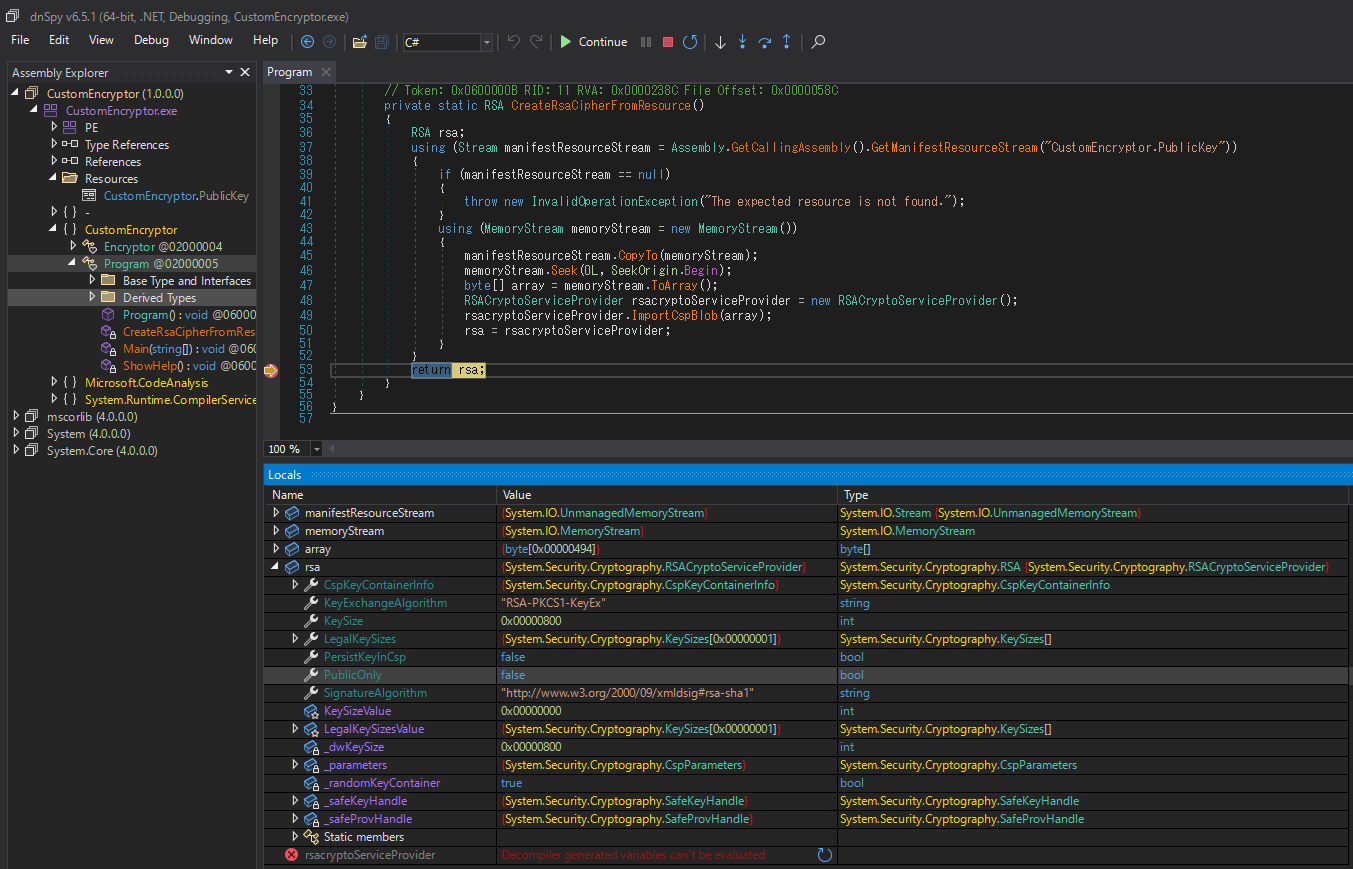 dnSpy v6.5.1 (64-bit, .NET, Debugging, CustomEncryptor.exe)
File Edit View Debug Window Help C# Continue
Assembly Explorer
CustomEncryptor (1.0.0.0)
CustomEncryptor.exe
PE
Type References
References
Resources
CustomEncryptor.PublicKey
{ } -
{ } CustomEncryptor
Encryptor @02000004
Program @02000005
Base Type and Interfaces
Derived Types
Program() : void @0600
CreateRsaCipherFromRes
Main(string[]) : void @060
ShowHelp() : void @0600
{ } Microsoft.CodeAnalysis
{ } System.Runtime.CompilerService
mscorlib (4.0.0.0)
System (4.0.0.0)
System.Core (4.0.0.0)
Program
33 // Token: 0x0600000B RID: 11 RVA: 0x0000238C File Offset: 0x0000058C
34 private static RSA CreateRsaCipherFromResource()
35 {
36 RSA rsa;
37 using (Stream manifestResourceStream = Assembly.GetCallingAssembly().GetManifestResourceStream("CustomEncryptor.PublicKey"))
38 {
39 if (manifestResourceStream == null)
40 {
41 throw new InvalidOperationException("The expected resource is not found.");
42 }
43 using (MemoryStream memoryStream = new MemoryStream())
44 {
45 manifestResourceStream.CopyTo(memoryStream);
46 memoryStream.Seek(0L, SeekOrigin.Begin);
47 byte[] array = memoryStream.ToArray();
48 RSACryptoServiceProvider rsacryptoServiceProvider = new RSACryptoServiceProvider();
49 rsacryptoServiceProvider.ImportCspBlob(array);
50 rsa = rsacryptoServiceProvider;
51 }
52 }
53 return rsa;
54 }
55 }
56 }
57
100 %
Locals
Name Value Type
manifestResourceStream {System.IO.UnmanagedMemoryStream} System.IO.Stream {System.IO.UnmanagedMemoryStream}
memoryStream {System.IO.MemoryStream} System.IO.MemoryStream
array {byte[0x00000494]} byte[]
rsa {System.Security.Cryptography.RSACryptoServiceProvider} System.Security.Cryptography.RSA {System.Security.Cryptography.RSACryptoServiceProvider}
CspKeyContainerInfo {System.Security.Cryptography.CspKeyContainerInfo} System.Security.Cryptography.CspKeyContainerInfo
KeyExchangeAlgorithm "RSA-PKCS1-KeyEx" string
KeySize 0x00000800 int
LegalKeySizes {System.Security.Cryptography.KeySizes[0x00000001]} System.Security.Cryptography.KeySizes[]
PersistKeyInCsp false bool
PublicOnly false bool
SignatureAlgorithm "http://www.w3.org/2000/09/xmldsig#rsa-sha1" string
KeySizeValue 0x00000000 int
LegalKeySizesValue {System.Security.Cryptography.KeySizes[0x00000001]} System.Security.Cryptography.KeySizes[]
_dwKeySize 0x00000800 int
_parameters {System.Security.Cryptography.CspParameters} System.Security.Cryptography.CspParameters
_randomKeyContainer true bool
_safeKeyHandle {System.Security.Cryptography.SafeKeyHandle} System.Security.Cryptography.SafeKeyHandle
_safeProvHandle {System.Security.Cryptography.SafeProvHandle} System.Security.Cryptography.SafeProvHandle
Static members
rsacryptoServiceProvider Decompiler generated variables can't be evaluated